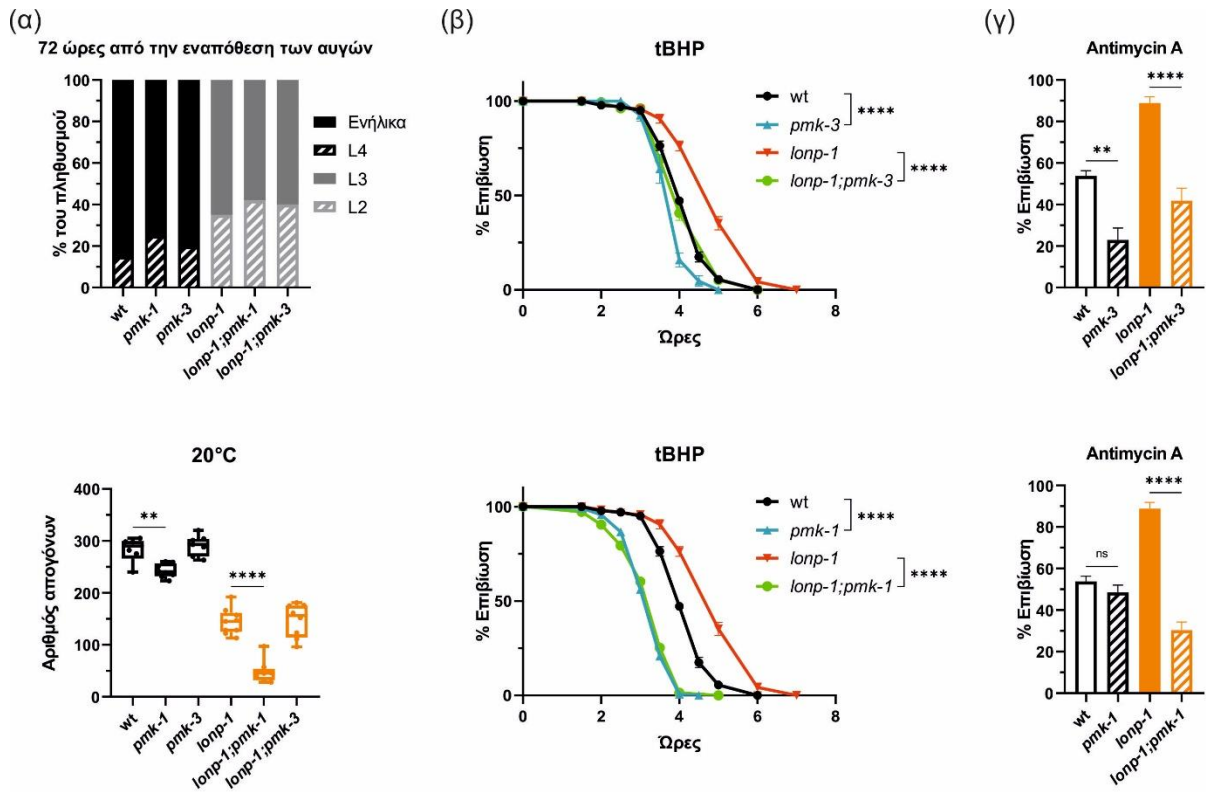 (α)
72 ώρες από την εναπόθεση των αυγών
% του πληθυσμού
100
80
60
40
20
0
Ενήλικα
L4
L3
L2
wt
pmk-1
pmk-3
lonp-1
lonp-1;pmk-1
lonp-1;pmk-3
20°C
Αριθμός απογόνων
400
300
200
100
0
**
****
wt
pmk-1
pmk-3
lonp-1
lonp-1;pmk-1
lonp-1;pmk-3
(β)
tBHP
% Επιβίωση
100
50
0
0 2 4 6 8
Ώρες
wt
pmk-3
lonp-1
lonp-1;pmk-3
****
****
tBHP
% Επιβίωση
100
50
0
0 2 4 6 8
Ώρες
wt
pmk-1
lonp-1
lonp-1;pmk-1
****
****
(γ)
Antimycin A
% Επιβίωση
100
80
60
40
20
0
**
****
wt
pmk-3
lonp-1
lonp-1;pmk-3
Antimycin A
% Επιβίωση
100
80
60
40
20
0
ns
****
wt
pmk-1
lonp-1
lonp-1;pmk-1